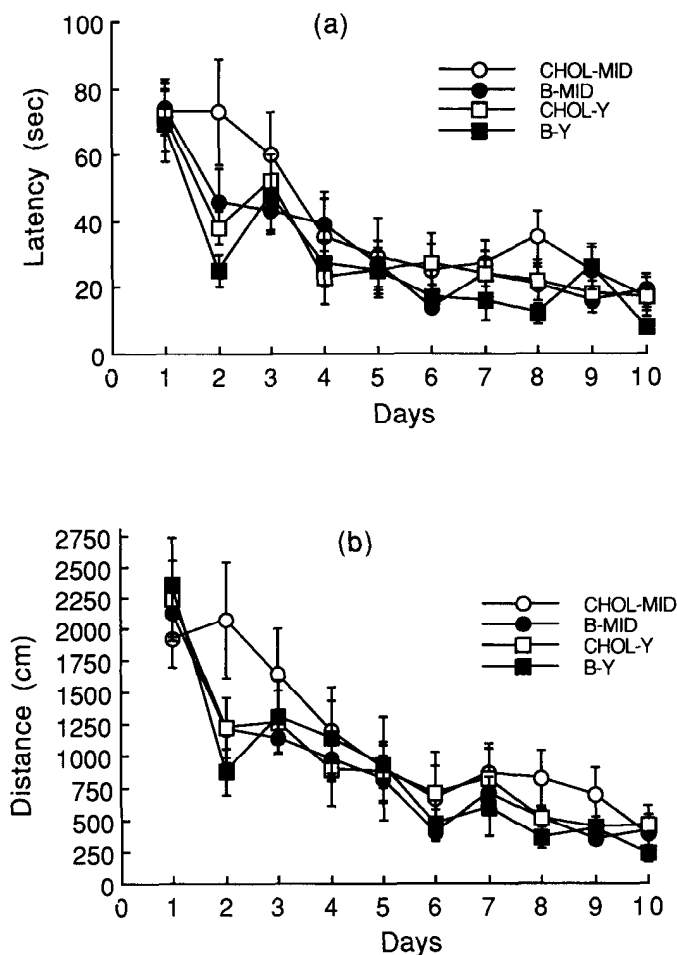 (a)
100
80
60
40
20
0
Latency (sec)
CHOL-MID
B-MID
CHOL-Y
B-Y
0 1 2 3 4 5 6 7 8 9 10
Days
(b)
2750
2500
2250
2000
1750
1500
1250
1000
750
500
250
0
Distance (cm)
CHOL-MID
B-MID
CHOL-Y
B-Y
0 1 2 3 4 5 6 7 8 9 10
Days